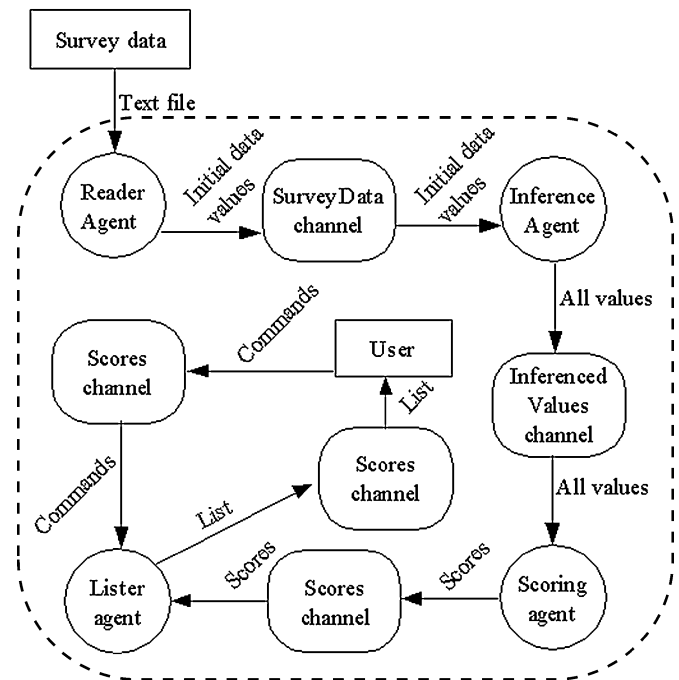 Survey data
Text file
Reader
Agent
Initial data
values
SurveyData
channel
Initial data
values
Inference
Agent
All values
Scores
channel
Commands
User
Inferenced
Values
channel
List
Scores
channel
Commands
List
All values
Lister
agent
Scores
Scores
channel
Scores
Scoring
agent